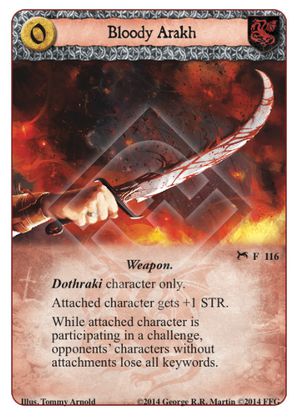 0
Bloody Arakh
F 116
Weapon.
Dothraki character only.
Attached character gets +1 STR.
While attached character is
participating in a challenge,
opponents' characters without
attachments lose all keywords.
Illus. Tommy Arnold ©2014 George R.R. Martin ©2014 FFG